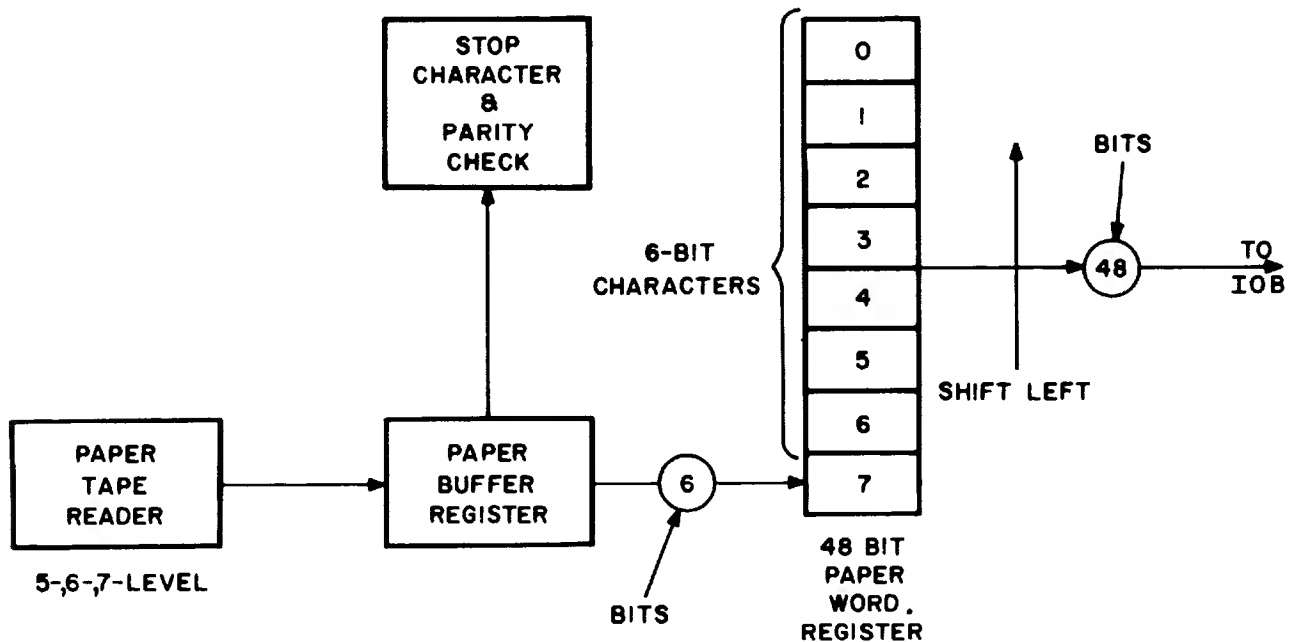 STOP
CHARACTER
&
PARITY
CHECK
0
1
2
3
4
5
6
7
6-BIT
CHARACTERS
BITS
48
TO
IOB
SHIFT LEFT
PAPER
TAPE
READER
5-,6-,7-LEVEL
PAPER
BUFFER
REGISTER
6
BITS
48 BIT
PAPER
WORD.
REGISTER